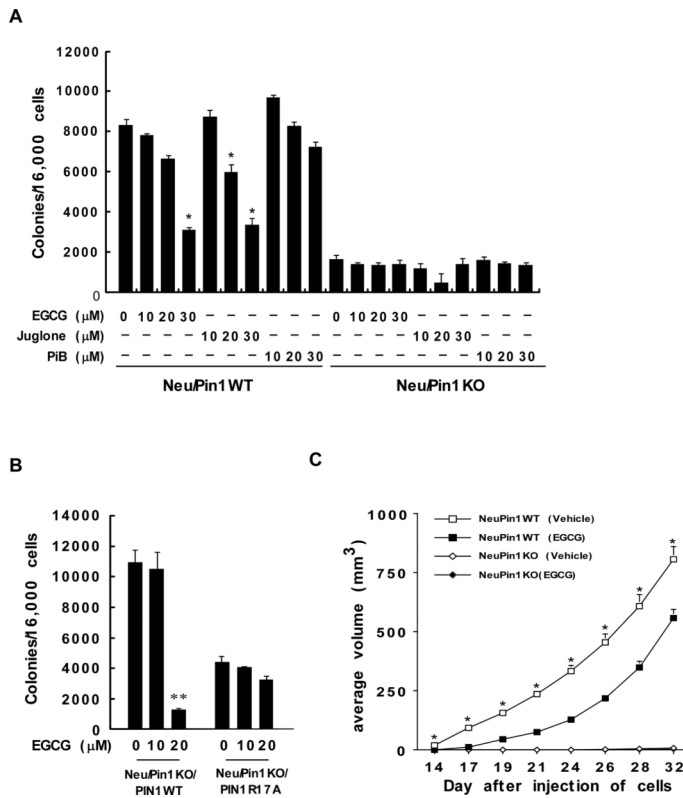 A
12000
10000
8000
6000
4000
2000
0
Colonies/16,000 cells
* * *
EGCG (μM) 0 10 20 30 – – – – – – 0 10 20 30 – – – – – –
Juglone (μM) – – – – 10 20 30 – – – – – – – 10 20 30 – – –
PiB (μM) – – – – – – – 10 20 30 – – – – – – – 10 20 30
Neu/Pin1 WT Neu/Pin1 KO
B
14000
12000
10000
8000
6000
4000
2000
0
Colonies/16,000 cells
**
EGCG (μM) 0 10 20 0 10 20
Neu/Pin1 KO/ Neu/Pin1 KO/
PIN1 WT PIN1 R17A
C
1000
750
500
250
0
average volume (mm3)
NeuPin1 WT (Vehicle)
NeuPin1 WT (EGCG)
NeuPin1 KO (Vehicle)
NeuPin1 KO(EGCG)
* * * * * * * * *
14 17 19 21 24 26 28 32
Day after injection of cells